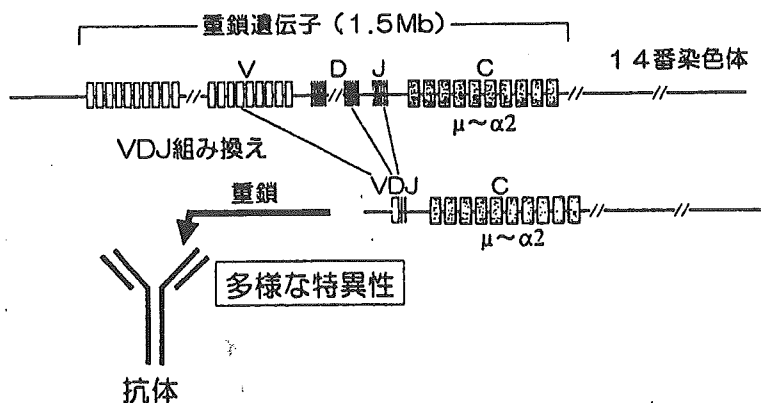 重鎖遺伝子（1.5Mb）
V D J C 14番染色体
μ～α2
VDJ組み換え
VDJ C
重鎖
μ～α2
多様な特異性
抗体